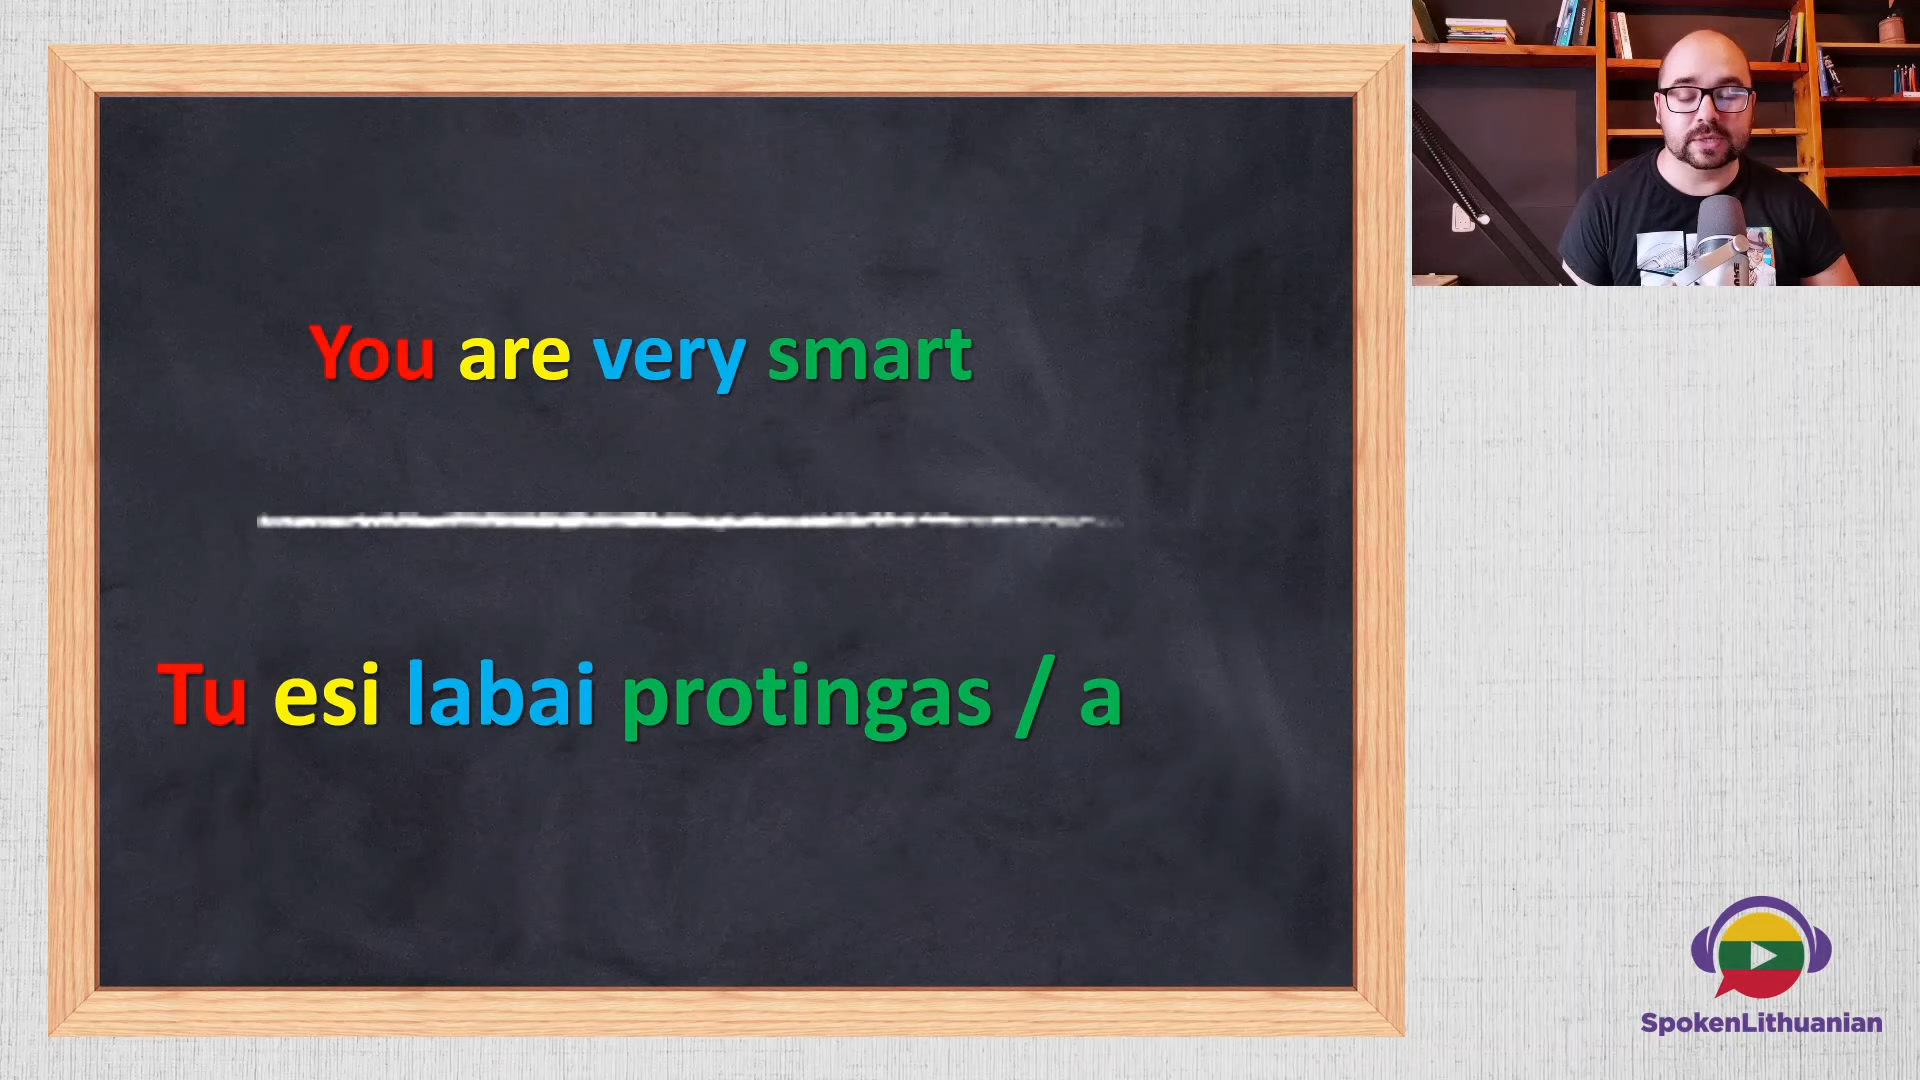 You are very smart
Tu esi labai protingas / a
SpokenLithuanian